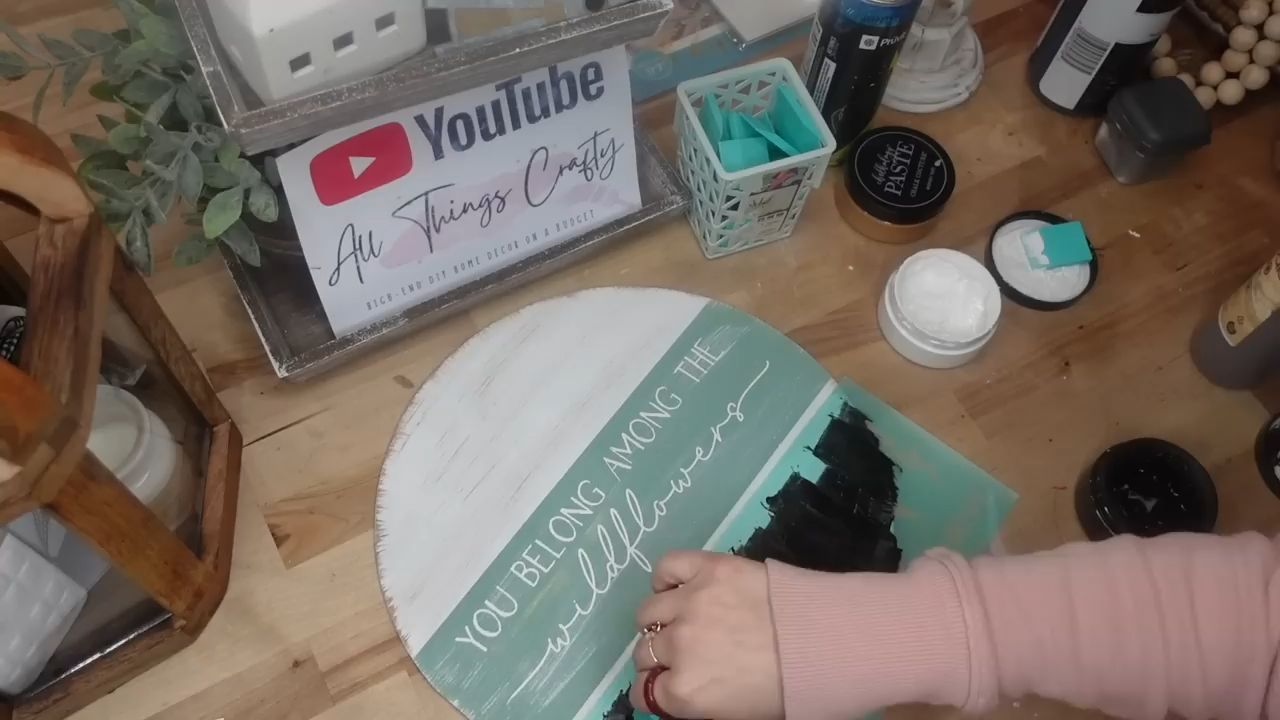 YouTube
All Things Crafty
HIGH-END DIY HOME DECOR ON A BUDGET
PASTE
YOU BELONG AMONG THE
wildflowers